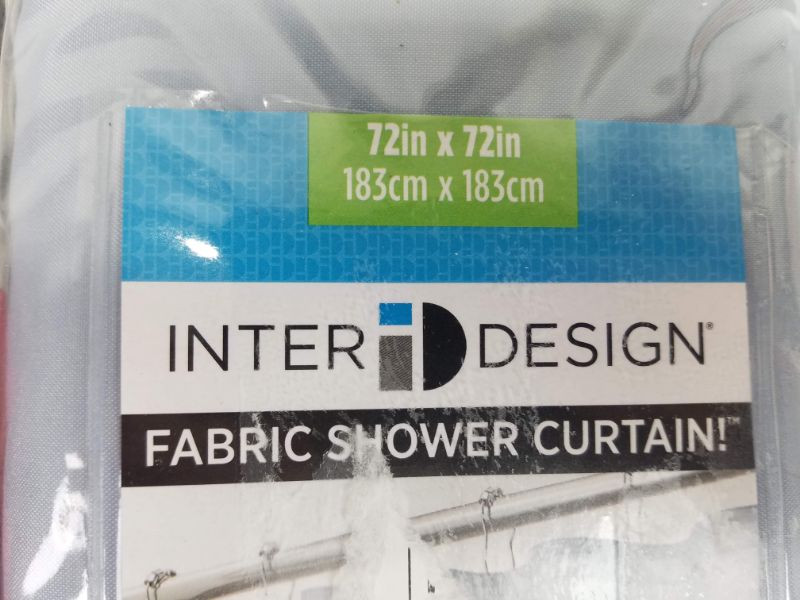 72in x 72in
183cm x 183cm
INTER iD DESIGN®
FABRIC SHOWER CURTAIN!™